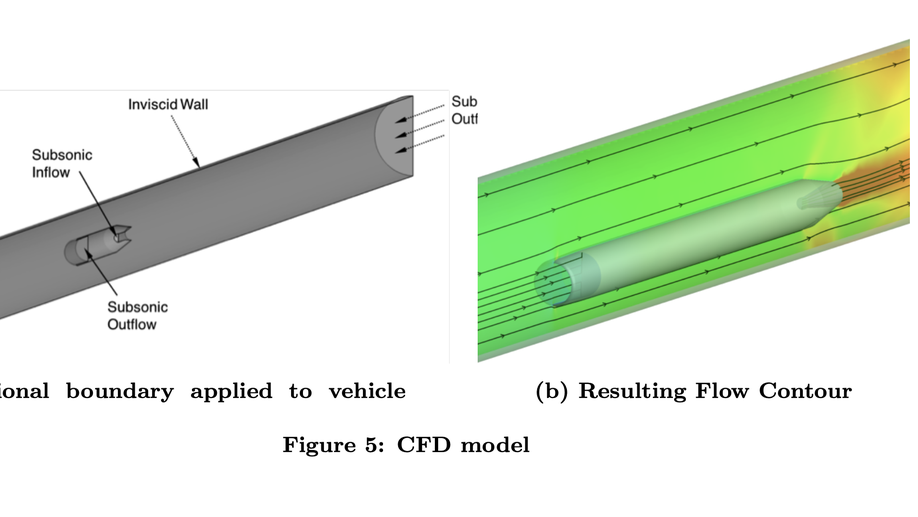 Inviscid Wall
Sub
Outf
Subsonic
Inflow
Subsonic
Outflow
ional boundary applied to vehicle
(b) Resulting Flow Contour
Figure 5: CFD model